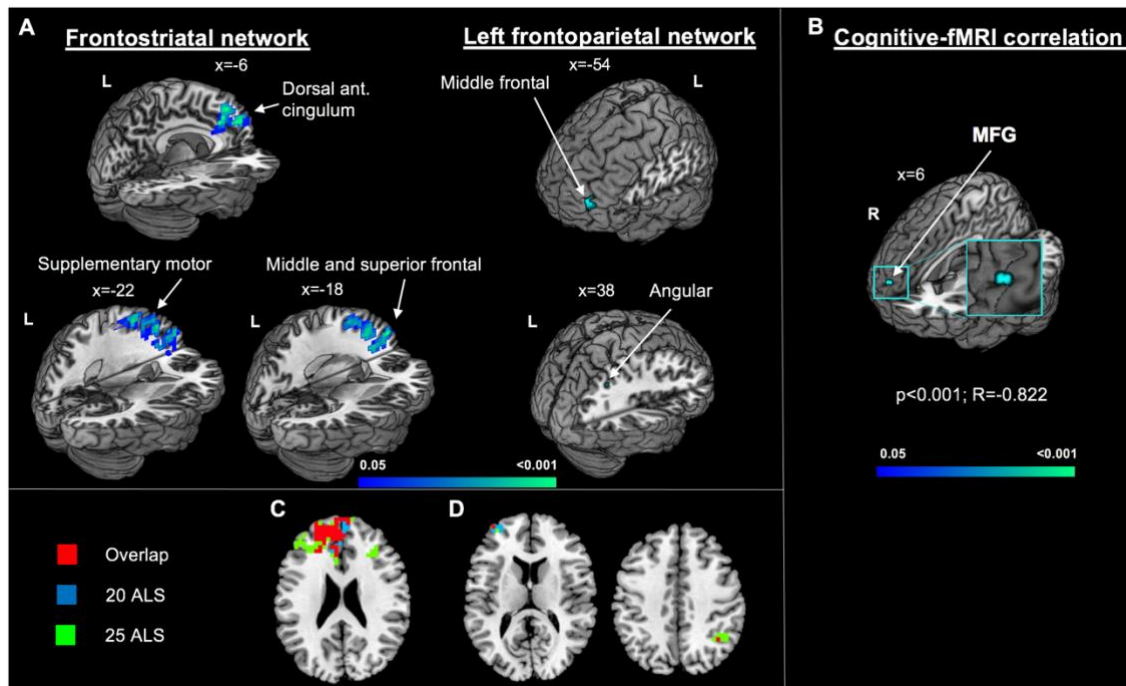 A
Frontostriatal network
Left frontoparietal network
x=-6
L
Dorsal ant.
cingulum
x=-54
Middle frontal
L
Supplementary motor
x=-22
L
Middle and superior frontal
x=-18
L
x=38
Angular
L
0.05 <0.001
B
Cognitive-fMRI correlation
MFG
x=6
R
p<0.001; R=-0.822
0.05 <0.001
Overlap
20 ALS
25 ALS
C
D